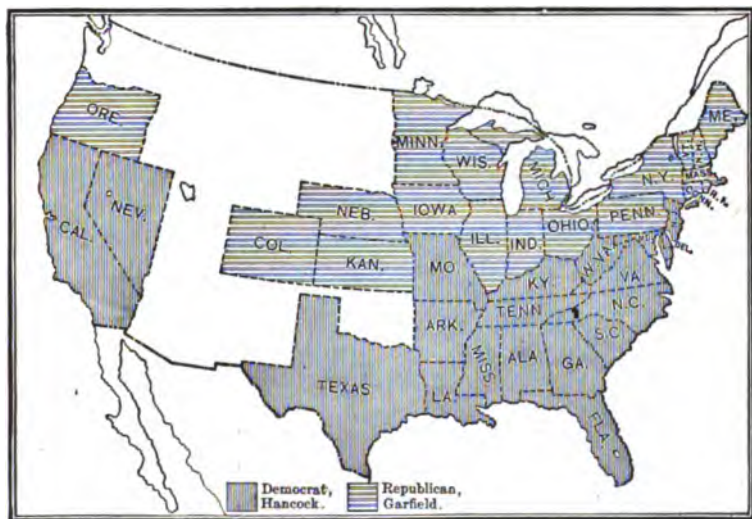 ORE.
NEV.
CAL.
MINN.
WIS.
MICH.
ME.
N.Y.
MASS.
NEB.
IOWA
COL.
KAN.
ILL.
IND.
OHIO.
PENN.
MO
KY.
W.VA.
VA.
DEL.
ARK.
TENN
N.C.
S.C.
TEXAS
LA.
MISS.
ALA
GA.
FLA.
Democrat, Hancock.
Republican, Garfield.